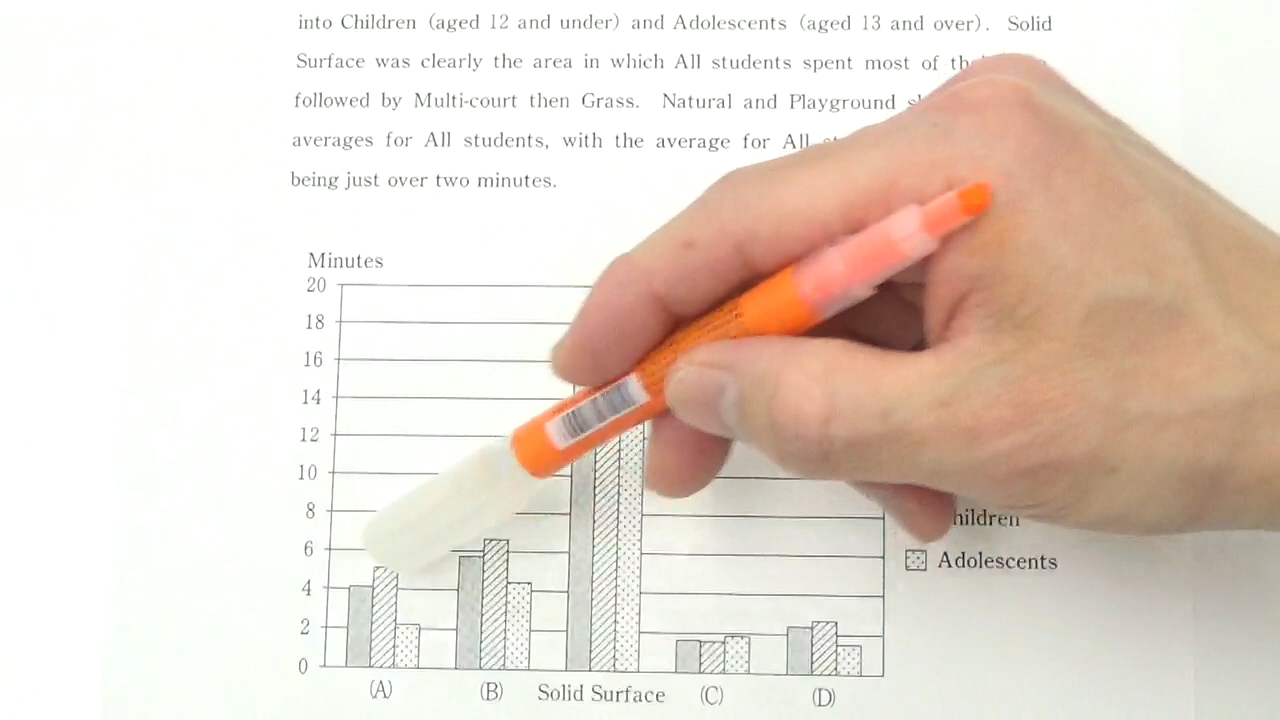 into Children (aged 12 and under) and Adolescents (aged 13 and over). Solid
Surface was clearly the area in which All students spent most of
followed by Multi-court then Grass. Natural and Playground
averages for All students, with the average for All
being just over two minutes.
Minutes
20
18
16
14
12
10
8
6
4
2
0
(A) (B) Solid Surface (C) (D)
Adolescents